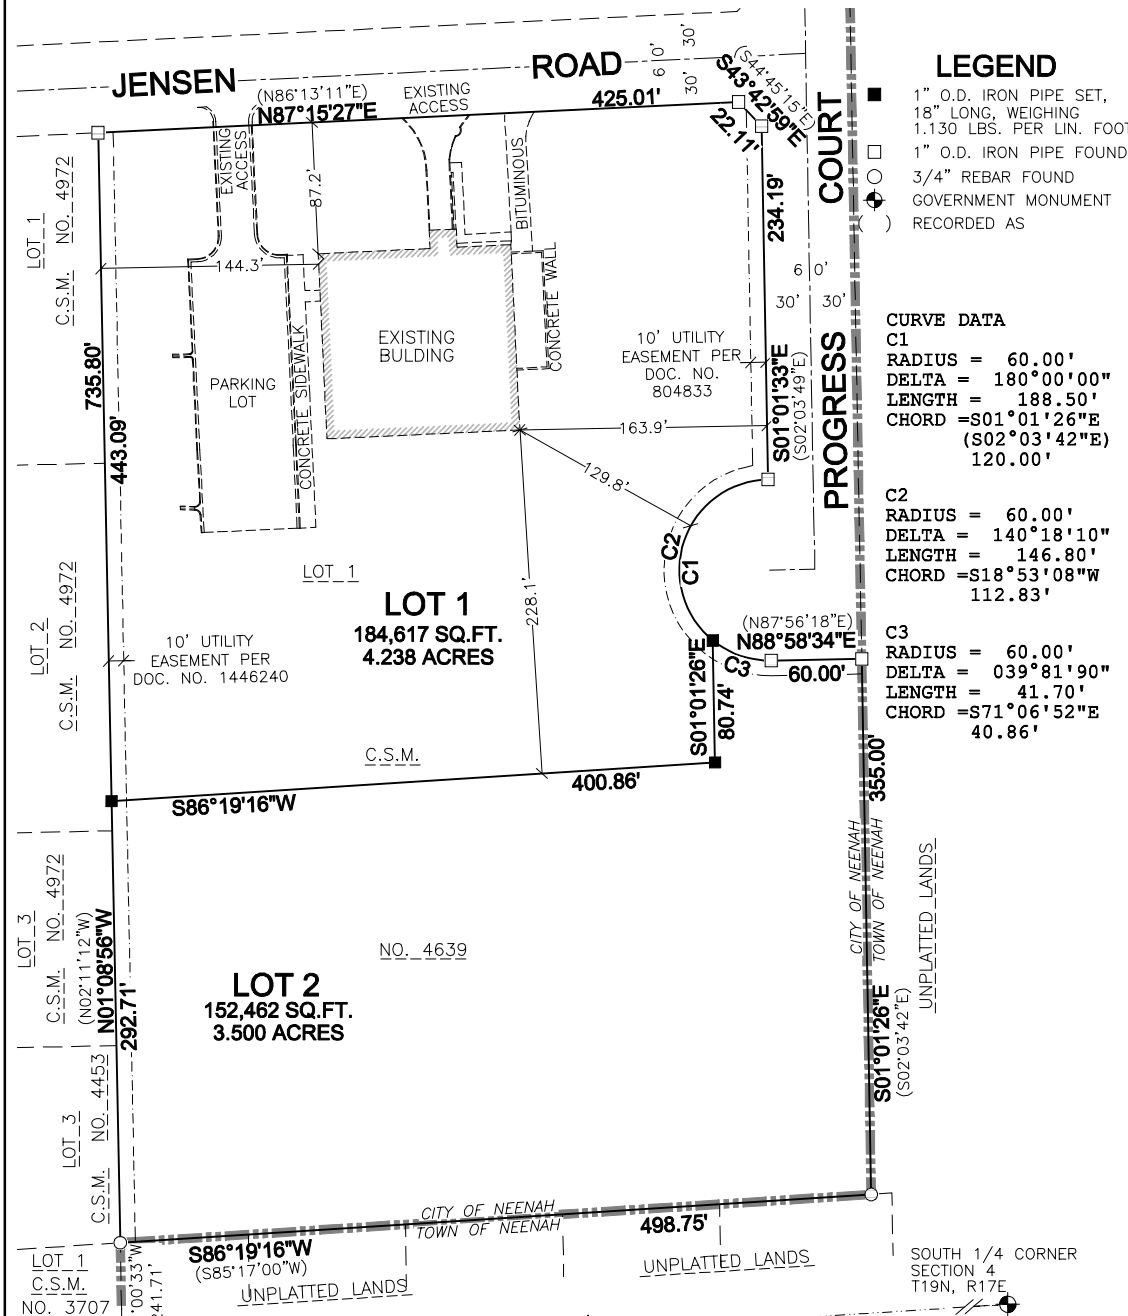 JENSEN ROAD
(N86°13'11"E)
N87°15'27"E
EXISTING
ACCESS
425.01'
60'
30'
30'
(S44°45'15"E)
S43°42'59"E
22.11'
COURT
PROGRESS
LEGEND
1" O.D. IRON PIPE SET,
18" LONG, WEIGHING
1.130 LBS. PER LIN. FOOT
1" O.D. IRON PIPE FOUND
3/4" REBAR FOUND
GOVERNMENT MONUMENT
( ) RECORDED AS
LOT 1
C.S.M. NO. 4972
EXISTING
ACCESS
87.2'
BITUMINOUS
234.19'
144.3'
60'
30' 30'
CONCRETE WALL
EXISTING
BULDING
10' UTILITY
EASEMENT PER
DOC. NO.
804833
S01°01'33"E
(S02°03'49"E)
CURVE DATA
C1
RADIUS = 60.00'
DELTA = 180°00'00"
LENGTH = 188.50'
CHORD =S01°01'26"E
(S02°03'42"E)
120.00'
C2
RADIUS = 60.00'
DELTA = 140°18'10"
LENGTH = 146.80'
CHORD =S18°53'08"W
112.83'
C3
RADIUS = 60.00'
DELTA = 039°81'90"
LENGTH = 41.70'
CHORD =S71°06'52"E
40.86'
735.80'
443.09'
PARKING
LOT
CONCRETE SIDEWALK
163.9'
129.8'
C2
C1
LOT 1
228.1'
LOT 1
184,617 SQ.FT.
4.238 ACRES
LOT 2
C.S.M. NO. 4972
10' UTILITY
EASEMENT PER
DOC. NO. 1446240
(N87°56'18"E)
N88°58'34"E
C3
60.00'
S01°01'26"E
80.74'
C.S.M.
400.86'
S86°19'16"W
355.00'
CITY OF NEENAH
TOWN OF NEENAH
UNPLATTED LANDS
LOT 3
C.S.M. NO. 4972
(N02°11'12"W)
N01°08'56"W
292.71'
NO. 4639
LOT 2
152,462 SQ.FT.
3.500 ACRES
S01°01'26"E
(S02°03'42"E)
LOT 3
C.S.M. NO. 4453
CITY OF NEENAH
TOWN OF NEENAH
498.75'
S86°19'16"W
(S85°17'00"W)
UNPLATTED LANDS
UNPLATTED LANDS
LOT 1
C.S.M.
NO. 3707
°00'33"W
241.71'
SOUTH 1/4 CORNER
SECTION 4
T19N, R17E